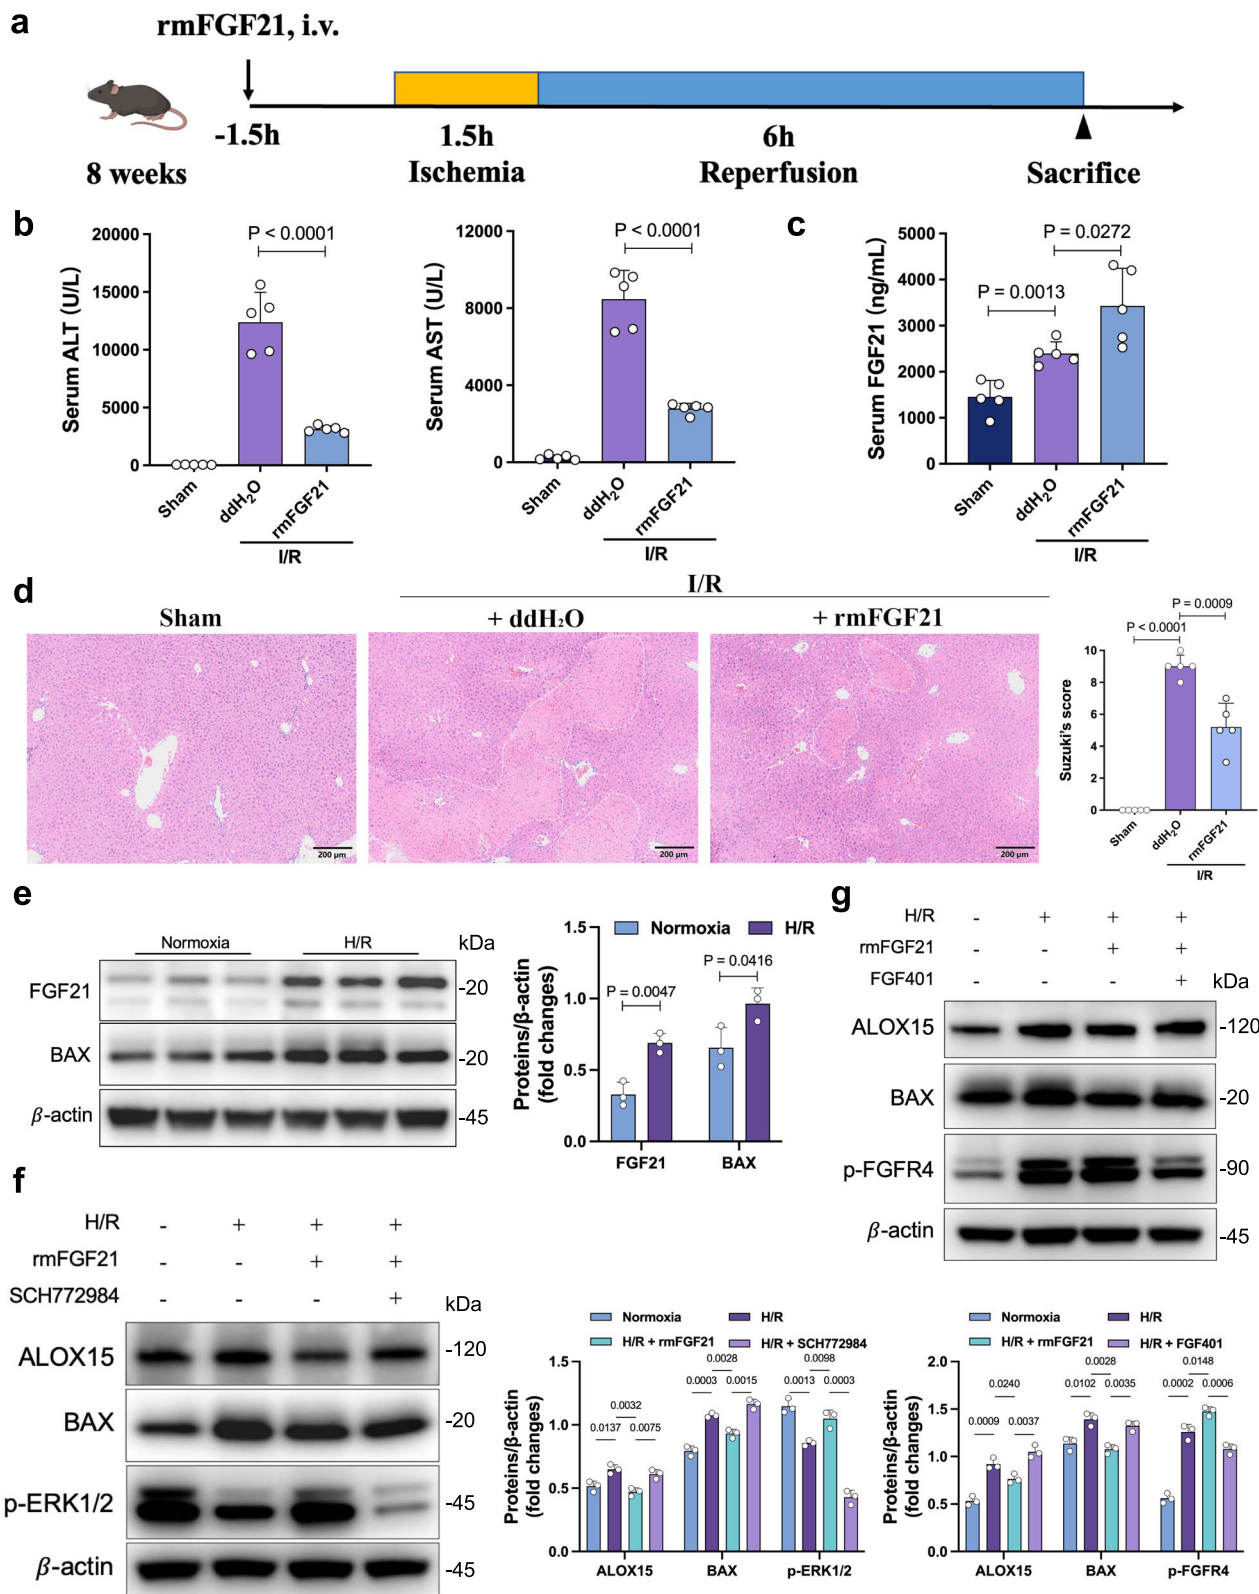 a
rmFGF21, i.v.
-1.5h
1.5h
Ischemia
6h
Reperfusion
Sacrifice
8 weeks
b
Serum ALT (U/L)
20000
15000
10000
5000
0
P < 0.0001
Sham
ddH2O
rmFGF21
I/R
Serum AST (U/L)
12000
8000
4000
0
P < 0.0001
Sham
ddH2O
rmFGF21
I/R
c
Serum FGF21 (ng/mL)
5000
4000
3000
2000
1000
0
P = 0.0272
P = 0.0013
Sham
ddH2O
rmFGF21
I/R
d
I/R
Sham
+ ddH2O
+ rmFGF21
200 μm
200 μm
200 μm
Suzuki's score
10
8
6
4
2
0
P = 0.0009
P < 0.0001
Sham
ddH2O
rmFGF21
I/R
e
Normoxia
H/R
kDa
FGF21
-20
BAX
-20
β-actin
-45
Proteins/β-actin
(fold changes)
1.5
1.0
0.5
0.0
Normoxia
H/R
P = 0.0416
P = 0.0047
FGF21
BAX
g
H/R - + + +
rmFGF21 - - + +
FGF401 - - - +
kDa
ALOX15
-120
BAX
-20
p-FGFR4
-90
β-actin
-45
f
H/R - + + +
rmFGF21 - - + +
SCH772984 - - - +
kDa
ALOX15
-120
BAX
-20
p-ERK1/2
-45
β-actin
-45
Normoxia
H/R
H/R + rmFGF21
H/R + SCH772984
Proteins/β-actin
(fold changes)
1.5
1.0
0.5
0.0
0.0137
0.0032
0.0075
0.0003
0.0028
0.0015
0.0013
0.0098
0.0003
ALOX15
BAX
p-ERK1/2
Normoxia
H/R
H/R + rmFGF21
H/R + FGF401
Proteins/β-actin
(fold changes)
2.0
1.5
1.0
0.5
0.0
0.0009
0.0240
0.0037
0.0102
0.0028
0.0035
0.0002
0.0148
0.0006
ALOX15
BAX
p-FGFR4